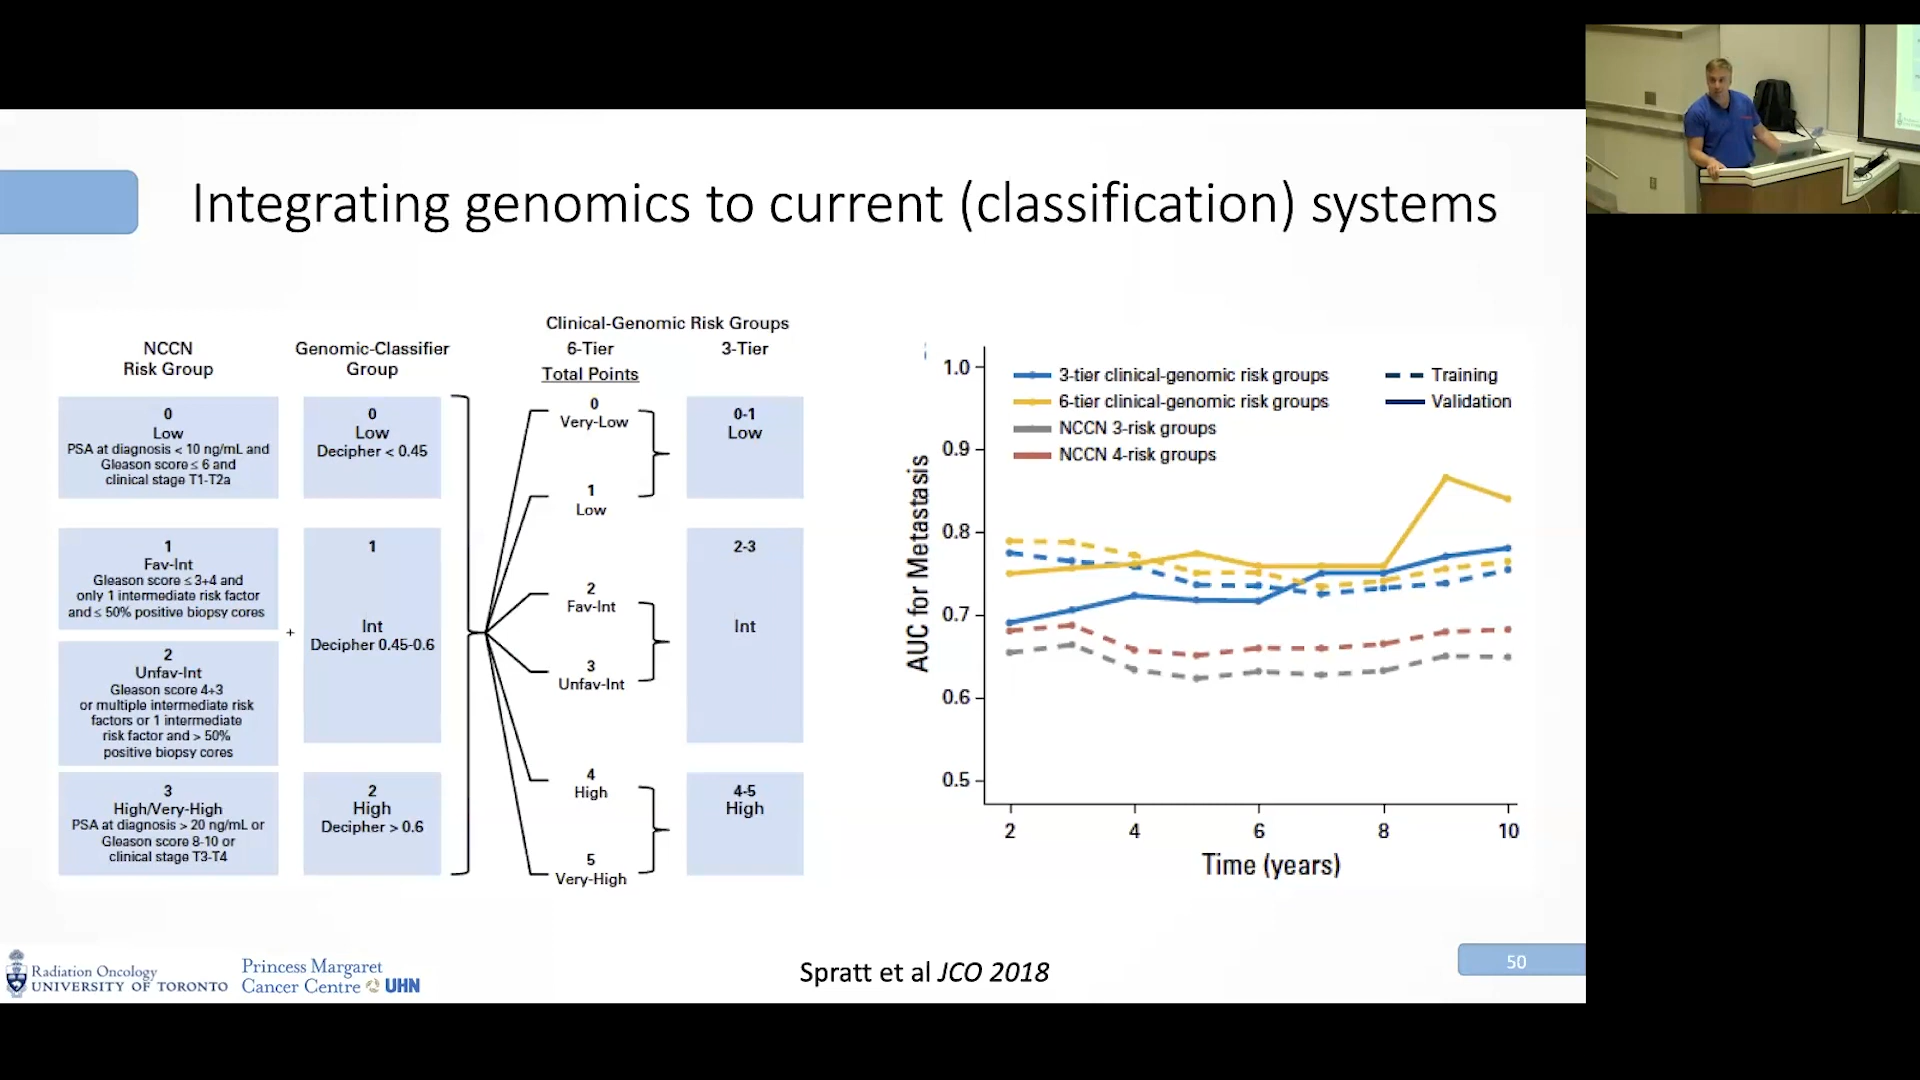 Integrating genomics to current (classification) systems
NCCN
Risk Group
0
Low
PSA at diagnosis < 10 ng/mL and
Gleason score ≤ 6 and
clinical stage T1-T2a
1
Fav-Int
Gleason score ≤ 3+4 and
only 1 intermediate risk factor
and ≤ 50% positive biopsy cores
2
Unfav-Int
Gleason score 4+3
or multiple intermediate risk
factors or 1 intermediate
risk factor and > 50%
positive biopsy cores
3
High/Very-High
PSA at diagnosis > 20 ng/mL or
Gleason score 8-10 or
clinical stage T3-T4
+
Genomic-Classifier
Group
0
Low
Decipher < 0.45
1
Int
Decipher 0.45-0.6
2
High
Decipher > 0.6
Clinical-Genomic Risk Groups
6-Tier
Total Points
0
Very-Low
1
Low
2
Fav-Int
3
Unfav-Int
4
High
5
Very-High
3-Tier
0-1
Low
2-3
Int
4-5
High
3-tier clinical-genomic risk groups
6-tier clinical-genomic risk groups
NCCN 3-risk groups
NCCN 4-risk groups
Training
Validation
AUC for Metastasis
1.0
0.9
0.8
0.7
0.6
0.5
2 4 6 8 10
Time (years)
Radiation Oncology
UNIVERSITY OF TORONTO
Princess Margaret
Cancer Centre UHN
Spratt et al JCO 2018
50